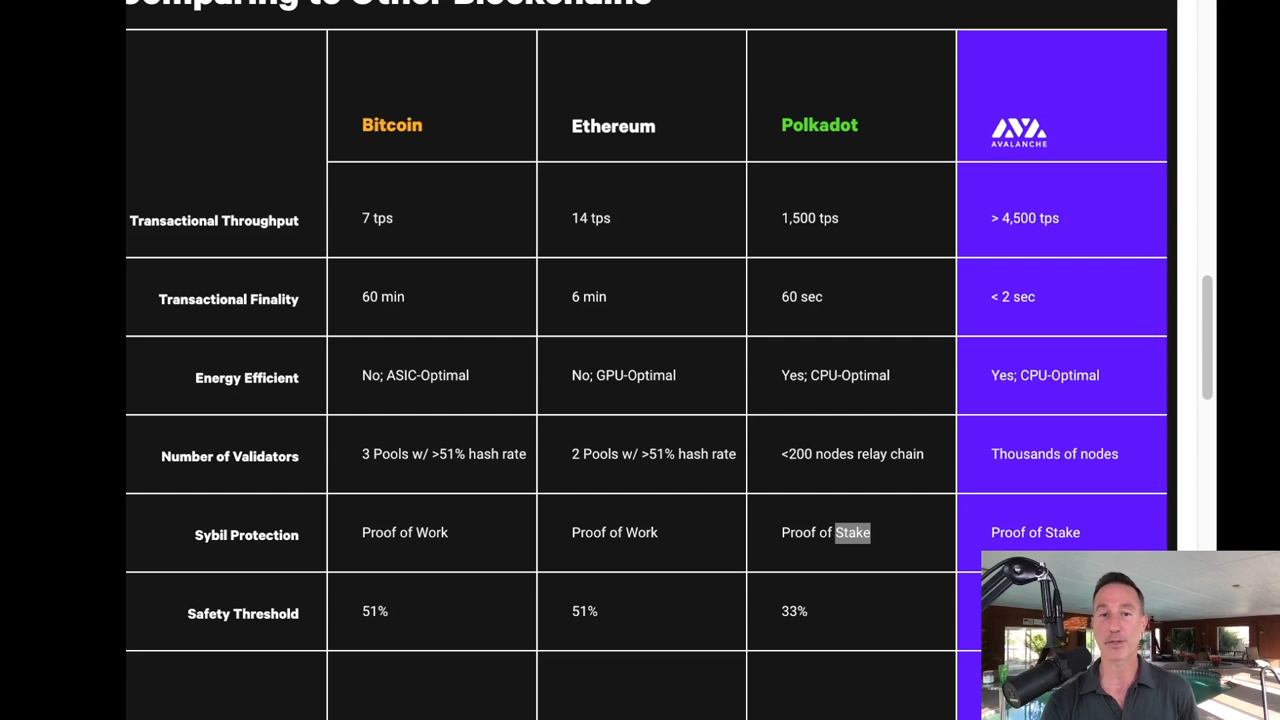 Comparing to Other Blockchains
Bitcoin Ethereum Polkadot AVALANCHE
Transactional Throughput 7 tps 14 tps 1,500 tps > 4,500 tps
Transactional Finality 60 min 6 min 60 sec < 2 sec
Energy Efficient No; ASIC-Optimal No; GPU-Optimal Yes; CPU-Optimal Yes; CPU-Optimal
Number of Validators 3 Pools w/ >51% hash rate 2 Pools w/ >51% hash rate <200 nodes relay chain Thousands of nodes
Sybil Protection Proof of Work Proof of Work Proof of Stake Proof of Stake
Safety Threshold 51% 51% 33%